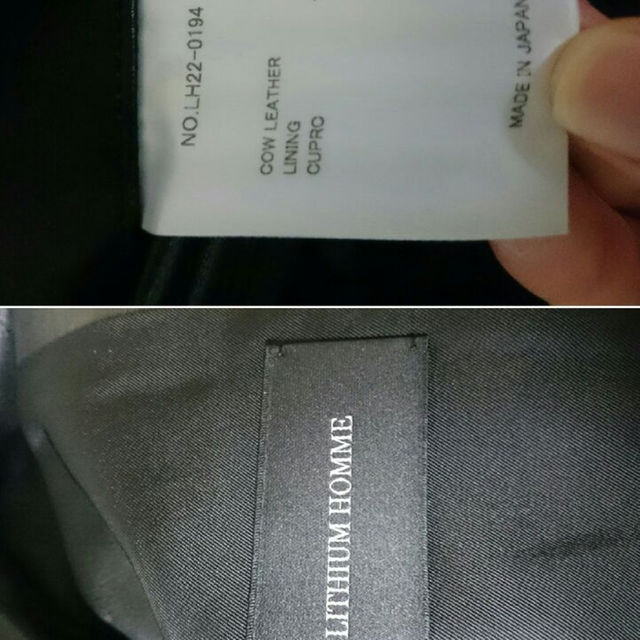 NO.LH22-0194
COW LEATHER
LINING
CUPRO
MADE IN JAPAN
LITHIUM HOMME